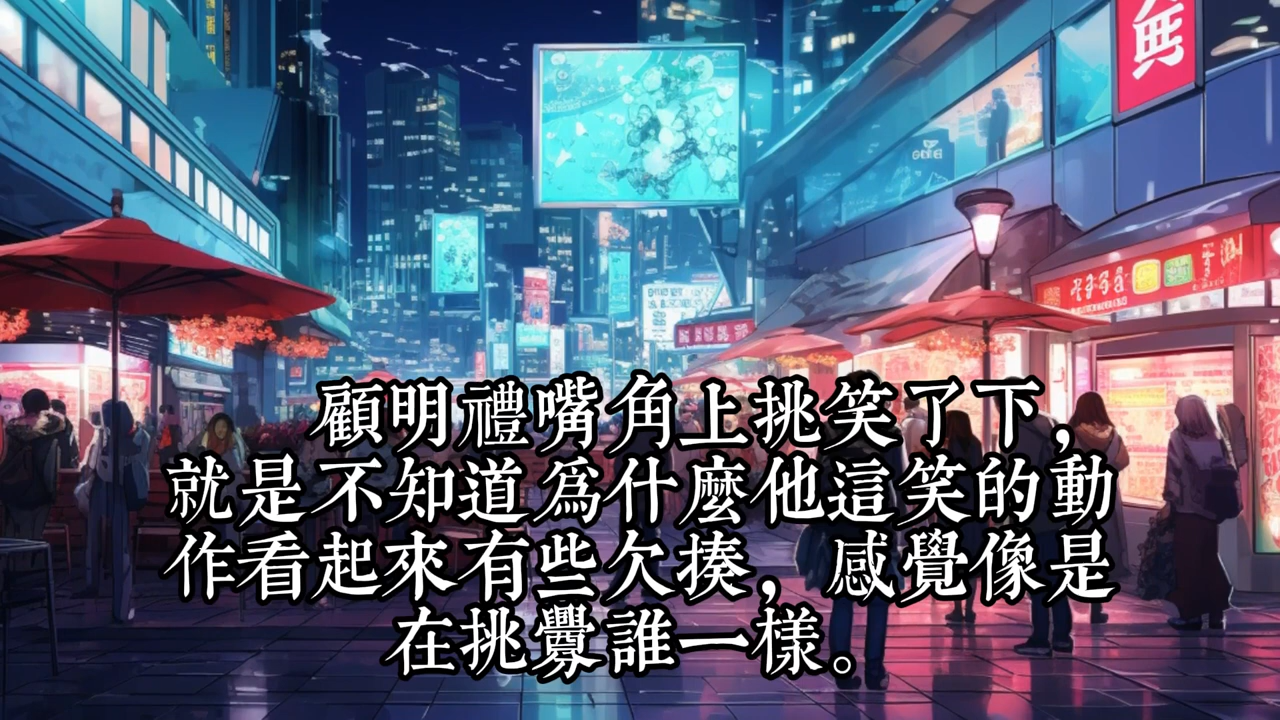 顧明禮嘴角上挑笑了下，
就是不知道爲什麼他這笑的動
作看起來有些欠揍，感覺像是
在挑釁誰一樣。